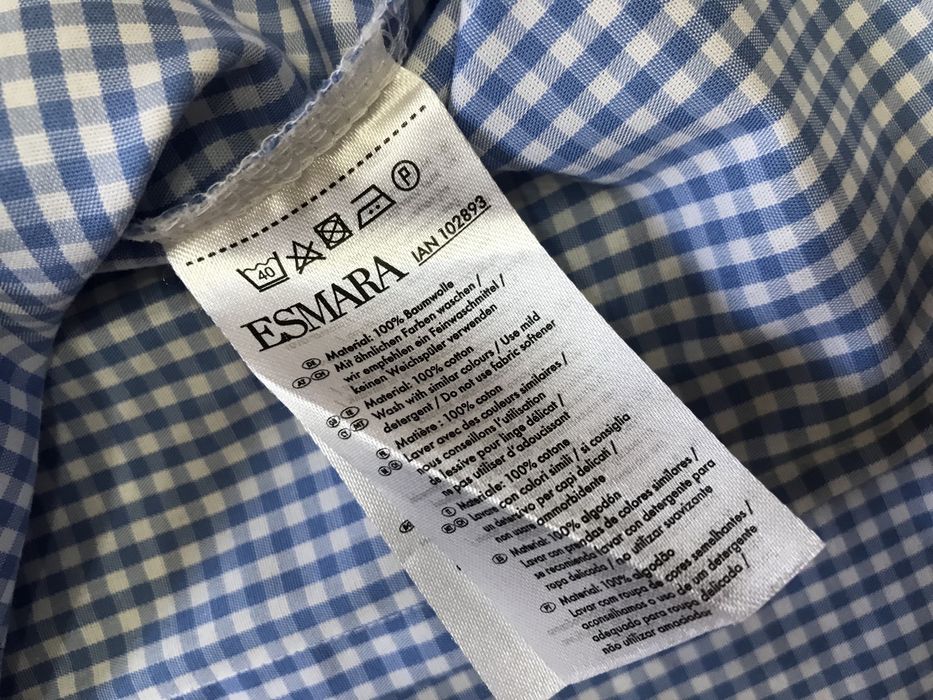 40 P
ESMARA IAN 102893
DE Material: 100% Baumwolle
AT CH Mit ähnlichen Farben waschen /
wir empfehlen ein Feinwaschmittel /
keinen Weichspüler verwenden
Material: 100% cotton
Wash with similar colours / Use mild
detergent / Do not use fabric softener
Matière : 100% coton
Laver avec des couleurs similaires /
nous conseillons l'utilisation
de lessive pour linge délicat /
ne pas utiliser d'adoucissant
Materiale: 100% cotone
Lavare con colori simili / si consiglia
un detersivo per capi delicati /
non usare ammorbidente
Material: 100% algodón
Lavar con prendas de colores similares /
se recomienda lavar con detergente para
ropa delicada / no utilizar suavizante
PT Material: 100% algodão
Lavar com roupa de cores semelhantes /
aconselhamos o uso de um detergente
adequado para roupa delicada /
não utilizar amaciador